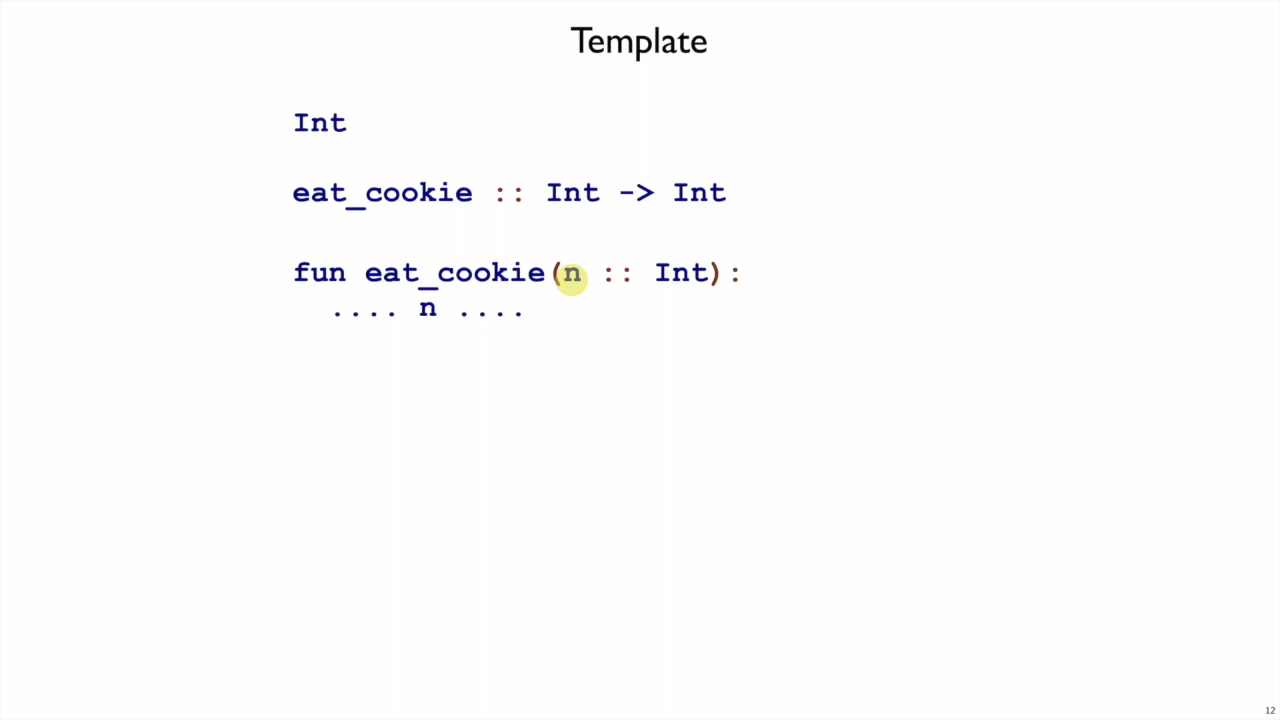 Template
Int
eat_cookie :: Int -> Int
fun eat_cookie(n :: Int):
.... n ....
12